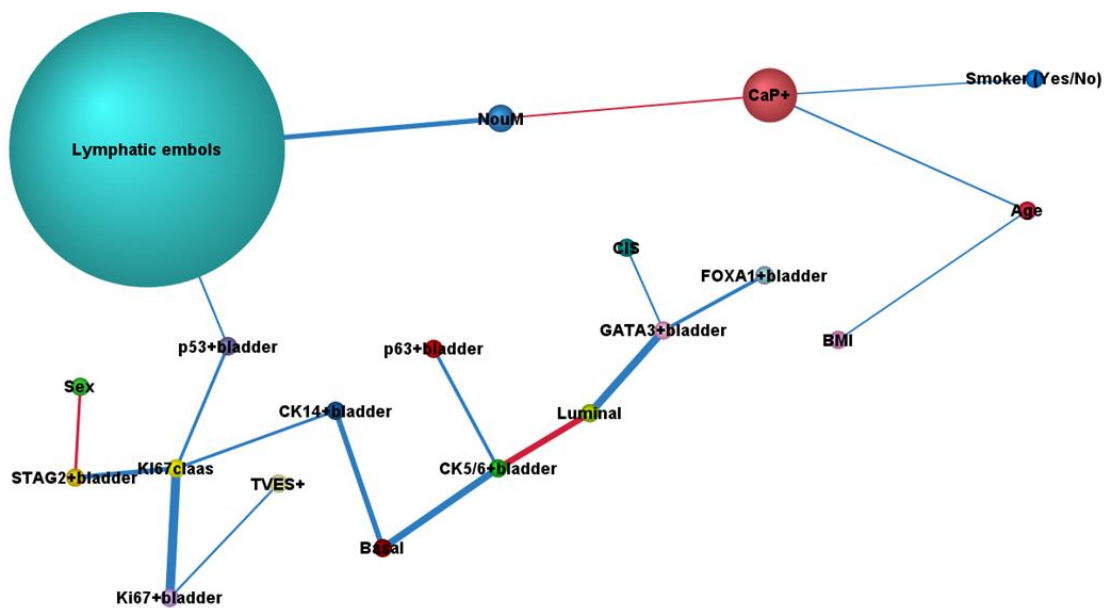 Smoker (Yes/No)
CaP+
NouM
Lymphatic embols
Age
CIS
FOXA1+bladder
GATA3+bladder
BMI
p53+bladder
p63+bladder
Sex
CK14+bladder
Luminal
KI67claas
CK5/6+bladder
STAG2+bladder
TVES+
Basal
Ki67+bladder